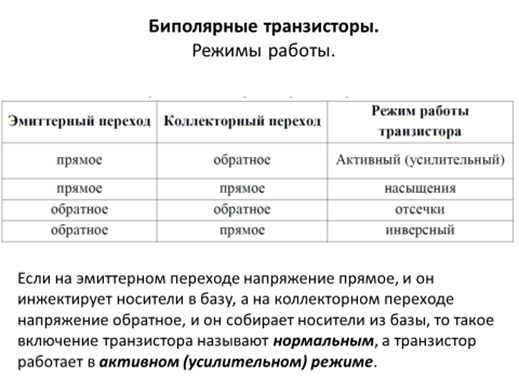 Биполярные транзисторы.
Режимы работы.
Эмиттерный переход Коллекторный переход Режим работы транзистора
прямое обратное Активный (усилительный)
прямое прямое насыщения
обратное обратное отсечки
обратное прямое инверсный
Если на эмиттерном переходе напряжение прямое, и он
инжектирует носители в базу, а на коллекторном переходе
напряжение обратное, и он собирает носители из базы, то такое
включение транзистора называют нормальным, а транзистор
работает в активном (усилительном) режиме.